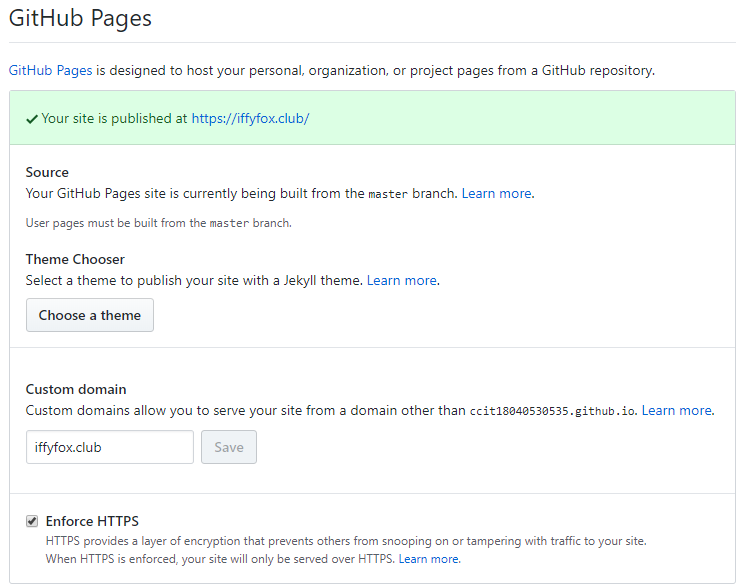 GitHub Pages
GitHub Pages is designed to host your personal, organization, or project pages from a GitHub repository.
Your site is published at https://iffyfox.club/
Source
Your GitHub Pages site is currently being built from the master branch. Learn more.
User pages must be built from the master branch.
Theme Chooser
Select a theme to publish your site with a Jekyll theme. Learn more.
Choose a theme
Custom domain
Custom domains allow you to serve your site from a domain other than ccit18040530535.github.io. Learn more.
iffyfox.club Save
Enforce HTTPS
HTTPS provides a layer of encryption that prevents others from snooping on or tampering with traffic to your site.
When HTTPS is enforced, your site will only be served over HTTPS. Learn more.